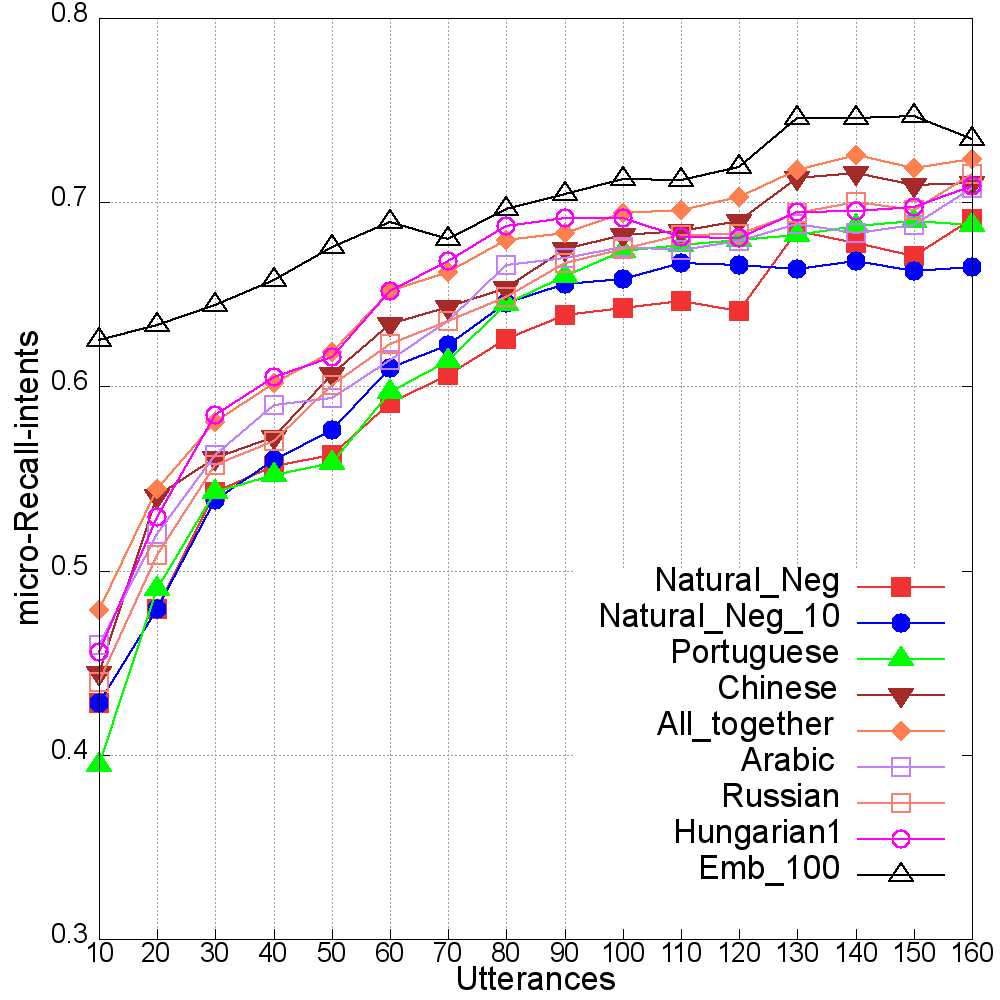 0.8
0.7
0.6
0.5
0.4
0.3
micro-Recall-intents
Natural_Neg
Natural_Neg_10
Portuguese
Chinese
All_together
Arabic
Russian
Hungarian1
Emb_100
10 20 30 40 50 60 70 80 90 100 110 120 130 140 150 160
Utterances